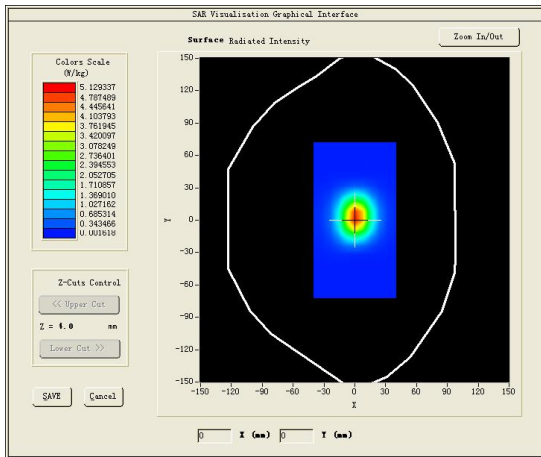 SAR Visualisation Graphical Interface
Surface Radiated Intensity
Zoom In/Out
Colors Scale
(W/kg)
5.129337
4.787489
4.445641
4.103793
3.761945
3.420097
3.078249
2.736401
2.394553
2.052705
1.710857
1.369010
1.027162
0.685314
0.343466
0.001618
Z-Cuts Control
<< Upper Cut
Z = 4.0 mm
Lower Cut >>
SAVE Cancel
150
120
90
60
30
0
-30
-60
-90
-120
-150
Y
-150 -120 -90 -60 -30 0 30 60 90 120 150
X
0 X (mm) 0 Y (mm)